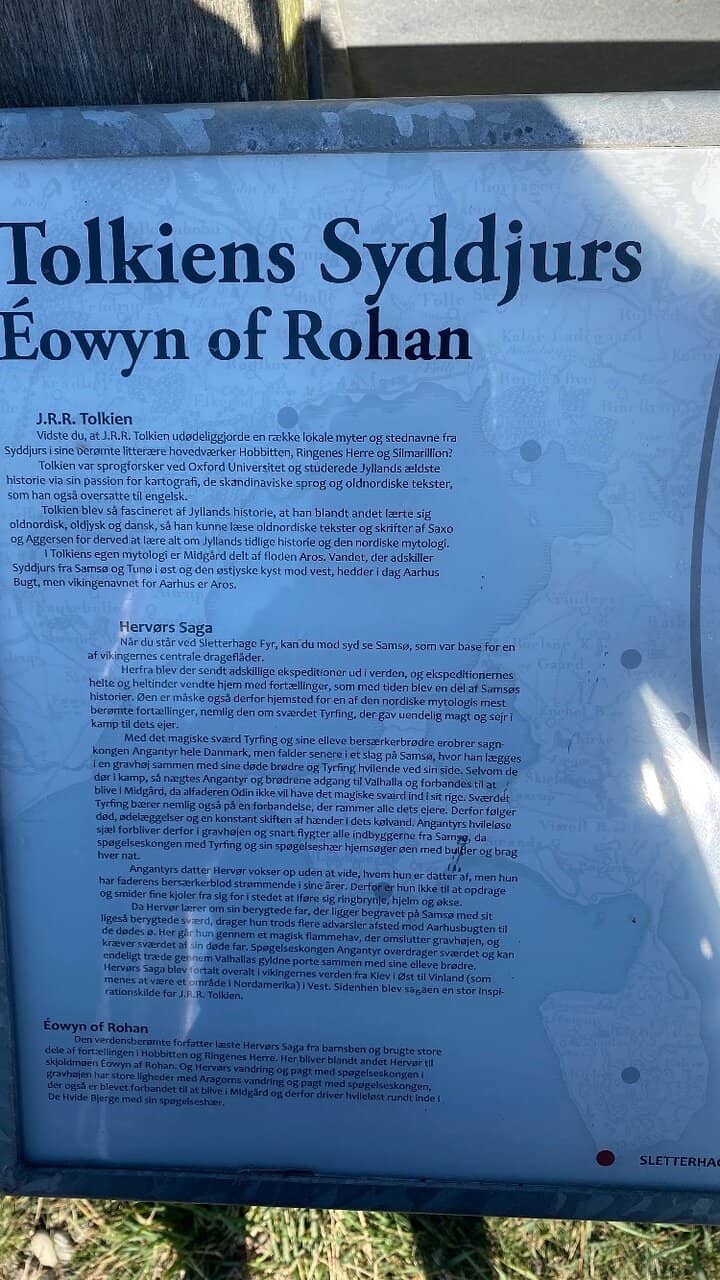 Tolkiens Syddjurs
Éowyn of Rohan
J.R.R. Tolkien
Vidste du, at J.R.R. Tolkien udødeliggjorde en række lokale myter og stednavne fra
Syddjurs i sine berømte litterære hovedværker Hobbitten, Ringenes Herre og Silmarillion?
Tolkien var sprogforsker ved Oxford Universitet og studerede Jyllands ældste
historie via sin passion for kartografi, de skandinaviske sprog og oldnordiske tekster,
som han også oversatte til engelsk.
Tolkien blev så fascineret af Jyllands historie, at han blandt andet lærte sig
oldnordisk, oldjysk og dansk, så han kunne læse oldnordiske tekster og skrifter af Saxo
og Aggersen for derved at lære alt om Jyllands tidlige historie og den nordiske mytologi.
I Tolkiens egen mytologi er Midgård delt af floden Aros. Vandet, der adskiller
Syddjurs fra Samsø og Tunø i øst og den østjyske kyst mod vest, hedder i dag Aarhus
Bugt, men vikingenavnet for Aarhus er Aros.
Hervørs Saga
Når du står ved Sletterhage Fyr, kan du mod syd se Samsø, som var base for en
af vikingernes centrale drageflåder.
Herfra blev der sendt adskillige ekspeditioner ud i verden, og ekspeditionernes
helte og heltinder vendte hjem med fortællinger, som med tiden blev en del af Samsøs
historier. Øen er måske også derfor hjemsted for en af den nordiske mytologis mest
berømte fortællinger, nemlig den om sværdet Tyrfing, der gav uendelig magt og sejr i
kamp til dets ejer.
Med det magiske sværd Tyrfing og sine elleve bersærkerbrødre erobrer sagn-
kongen Angantyr hele Danmark, men falder senere i et slag på Samsø, hvor han lægges
i en gravhøj sammen med sine døde brødre og Tyrfing hvilende ved sin side. Selvom de
dør i kamp, så nægtes Angantyr og brødrene adgang til Valhalla og forbandes til at
blive i Midgård, da alfaderen Odin ikke vil have det magiske sværd ind i sit rige. Sværdet
Tyrfing bærer nemlig også på en forbandelse, der rammer alle dets ejere. Derfor følger
død, ødelæggelser og en konstant skiften af hænder i dets kølvand. Angantyrs hvileløse
sjæl forbliver derfor i gravhøjen og snart flygter alle indbyggerne fra Samsø, da
spøgelseskongen med Tyrfing og sin spøgelseshær hjemsøger øen med bulder og brag
hver nat.
Angantyrs datter Hervør vokser op uden at vide, hvem hun er datter af, men hun
har faderens bersærkerblod strømmende i sine årer. Derfor er hun ikke til at opdrage
og smider fine kjoler fra sig for i stedet at iføre sig ringbrynje, hjelm og økse.
Da Hervør lærer om sin berygtede far, der ligger begravet på Samsø med sit
ligeså berygtede sværd, drager hun trods flere advarsler afsted mod Aarhusbugten til
de dødes ø. Her går hun gennem et magisk flammehav, der omslutter gravhøjen, og
kræver sværdet af sin døde far. Spøgelseskongen Angantyr overdrager sværdet og kan
endeligt træde gennem Valhallas gyldne porte sammen med sine elleve brødre.
Hervørs Saga blev fortalt overalt i vikingernes verden fra Kiev i Øst til Vinland (som
menes at være et område i Nordamerika) i Vest. Sidenhen blev sagaen en stor inspi-
rationskilde for J.R.R. Tolkien.
Éowyn of Rohan
Den verdensberømte forfatter læste Hervørs Saga fra barnsben og brugte store
dele af fortællingen i Hobbitten og Ringenes Herre. Her bliver blandt andet Hervør til
skjoldmøen Éowyn af Rohan. Og Hervørs vandring og pagt med spøgelseskongen i
gravhøjen har store ligheder med Aragorns vandring og pagt med spøgelseskongen,
der også er blevet forbandet til at blive i Midgård og derfor driver hvileløst rundt inde i
De Hvide Bjerge med sin spøgelseshær.
SLETTERHAG